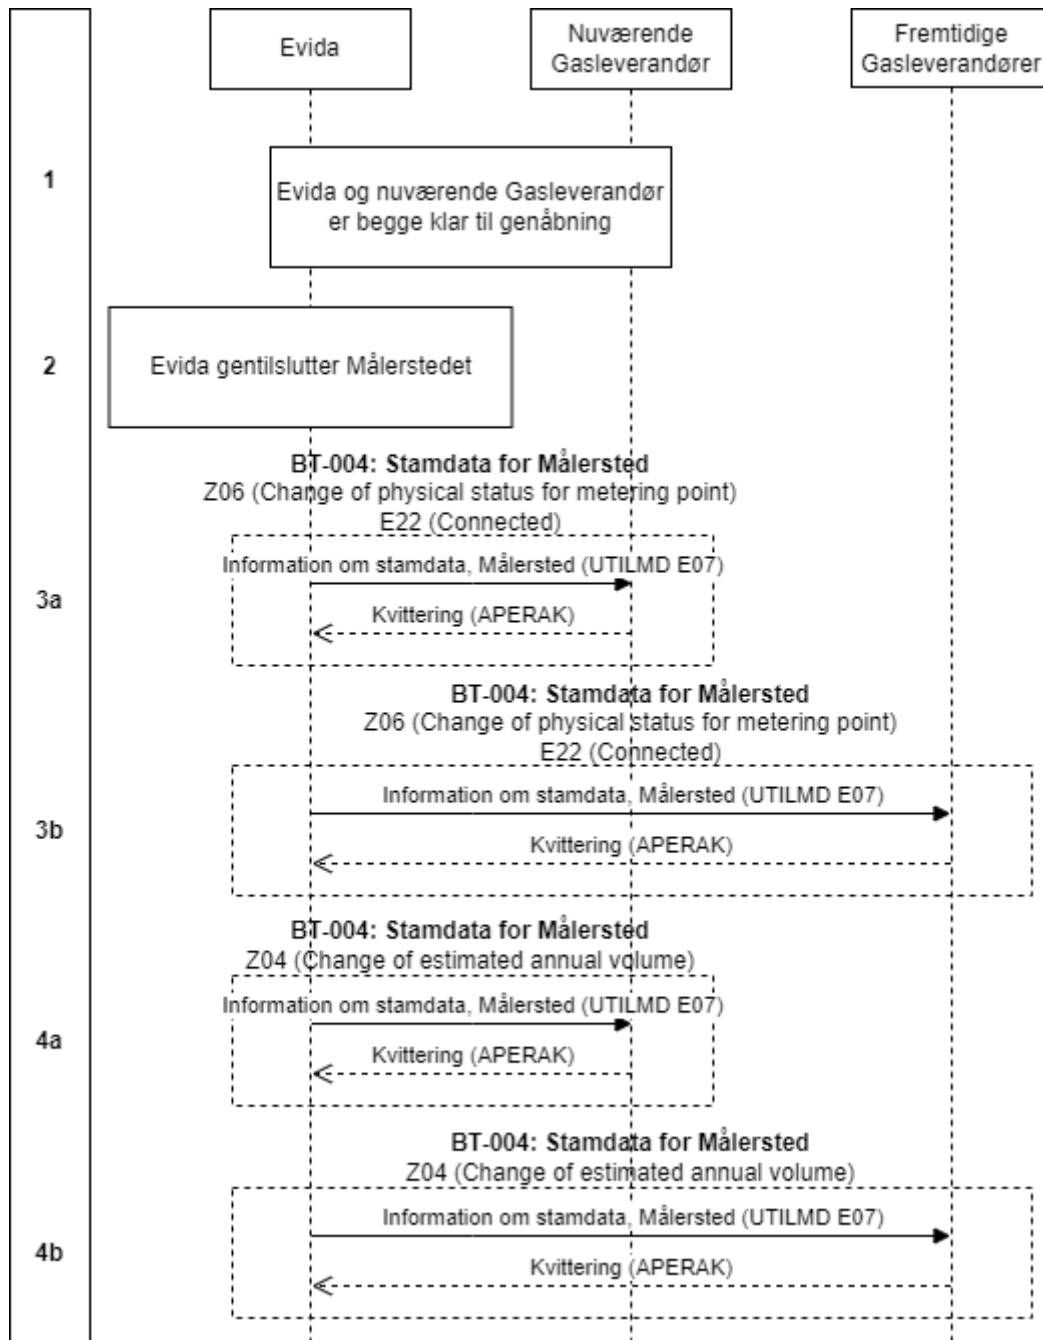 Evida
Nuværende
Gasleverandør
Fremtidige
Gasleverandører
1
Evida og nuværende Gasleverandør
er begge klar til genåbning
2
Evida gentilslutter Målerstedet
BT-004: Stamdata for Målersted
Z06 (Change of physical status for metering point)
E22 (Connected)
3a
Information om stamdata, Målersted (UTILMD E07)
Kvittering (APERAK)
BT-004: Stamdata for Målersted
Z06 (Change of physical status for metering point)
E22 (Connected)
3b
Information om stamdata, Målersted (UTILMD E07)
Kvittering (APERAK)
BT-004: Stamdata for Målersted
Z04 (Change of estimated annual volume)
4a
Information om stamdata, Målersted (UTILMD E07)
Kvittering (APERAK)
BT-004: Stamdata for Målersted
Z04 (Change of estimated annual volume)
4b
Information om stamdata, Målersted (UTILMD E07)
Kvittering (APERAK)